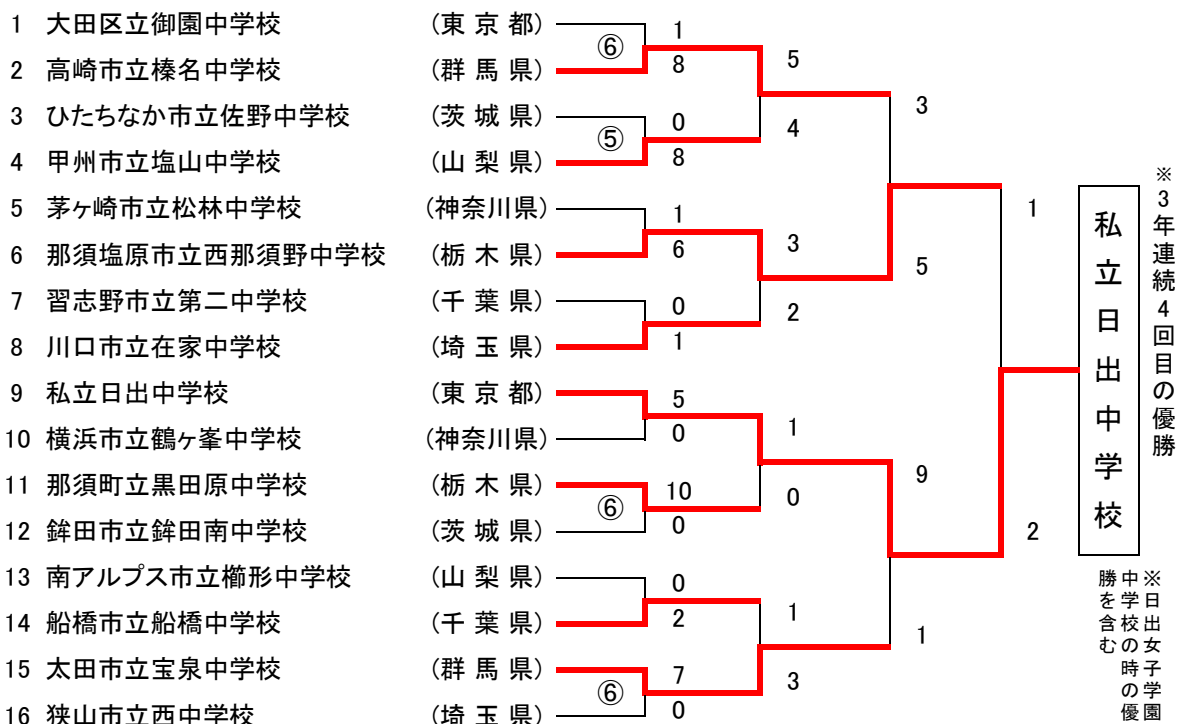 1 大田区立御園中学校 (東京都)
2 高崎市立榛名中学校 (群馬県)
3 ひたちなか市立佐野中学校 (茨城県)
4 甲州市立塩山中学校 (山梨県)
5 茅ヶ崎市立松林中学校 (神奈川県)
6 那須塩原市立西那須野中学校 (栃木県)
7 習志野市立第二中学校 (千葉県)
8 川口市立在家中学校 (埼玉県)
9 私立日出中学校 (東京都)
10 横浜市立鶴ヶ峯中学校 (神奈川県)
11 那須町立黒田原中学校 (栃木県)
12 鉾田市立鉾田南中学校 (茨城県)
13 南アルプス市立櫛形中学校 (山梨県)
14 船橋市立船橋中学校 (千葉県)
15 太田市立宝泉中学校 (群馬県)
16 狭山市立西中学校 (埼玉県)
⑥
⑤
⑥
⑥
1
8
0
8
1
6
0
1
5
0
10
0
0
2
7
0
5
4
3
2
1
0
1
3
3
5
9
1
1
2
私立日出中学校
※3年連続4回目の優勝
※日出女子学園
中学校の時の優
勝を含む